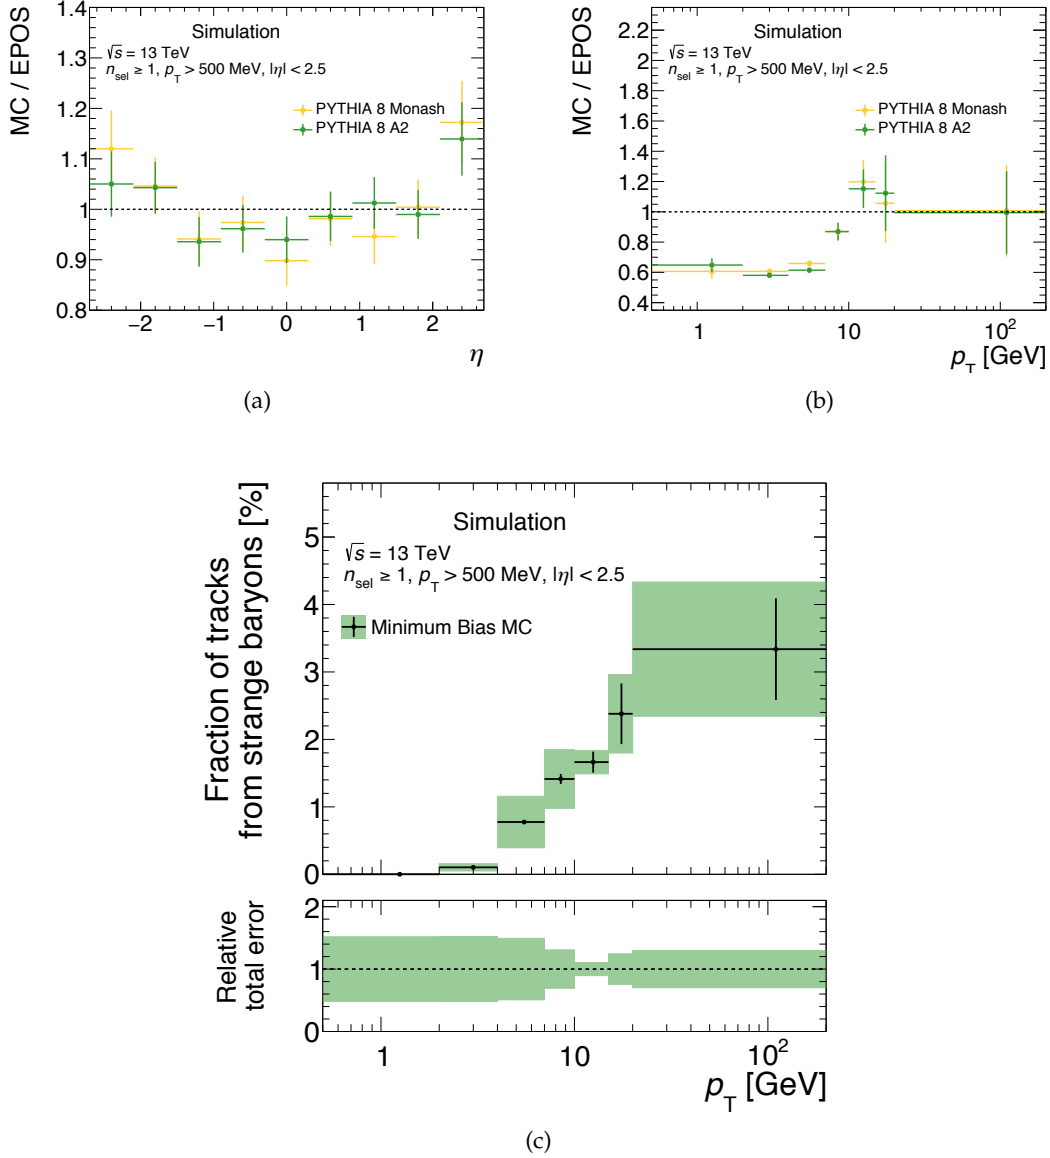 MC / EPOS
1.4
1.3
1.2
1.1
1
0.9
0.8
Simulation
√s = 13 TeV
n_sel ≥ 1, p_T > 500 MeV, |η| < 2.5
PYTHIA 8 Monash
PYTHIA 8 A2
−2 −1 0 1 2
η
(a)
MC / EPOS
2.2
2
1.8
1.6
1.4
1.2
1
0.8
0.6
0.4
Simulation
√s = 13 TeV
n_sel ≥ 1, p_T > 500 MeV, |η| < 2.5
PYTHIA 8 Monash
PYTHIA 8 A2
1 10 10²
p_T [GeV]
(b)
Fraction of tracks
from strange baryons [%]
5
4
3
2
1
0
Simulation
√s = 13 TeV
n_sel ≥ 1, p_T > 500 MeV, |η| < 2.5
Minimum Bias MC
Relative
total error
2
1
0
1 10 10²
p_T [GeV]
(c)